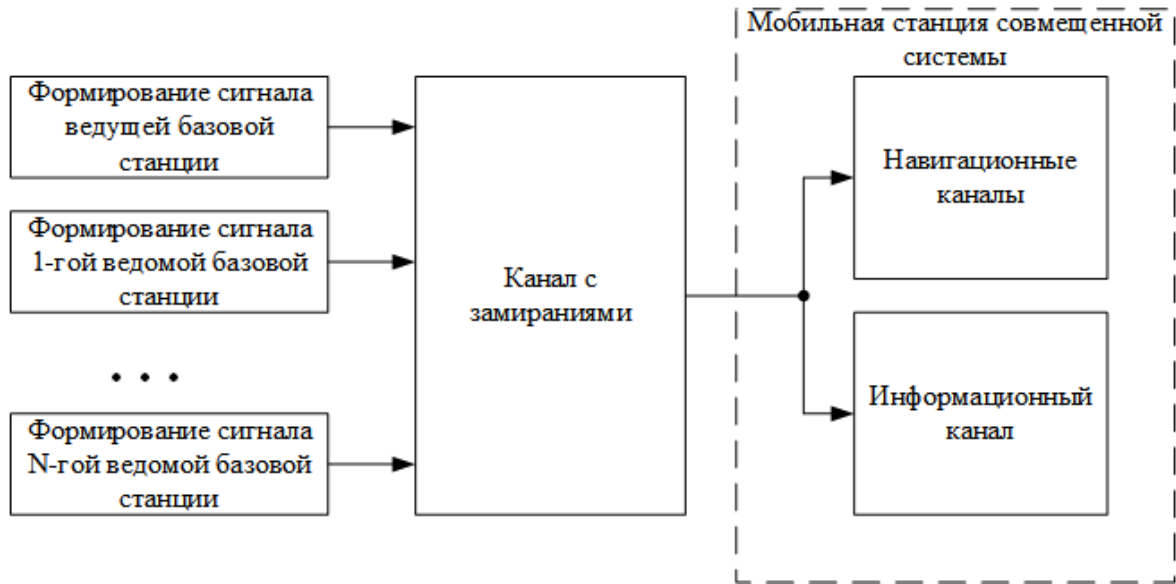 Мобильная станция совмещенной
системы
Формирование сигнала
ведущей базовой
станции
Формирование сигнала
1-гой ведомой базовой
станции
• • •
Формирование сигнала
N-гой ведомой базовой
станции
Канал с
замираниями
Навигационные
каналы
Информационный
канал